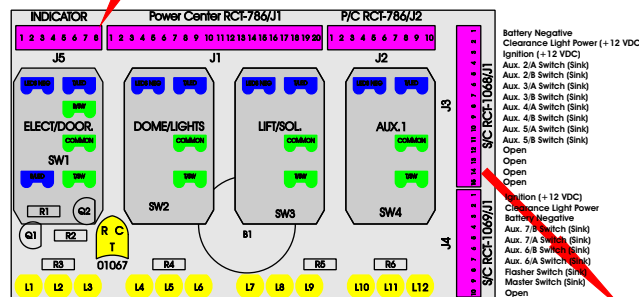 INDICATOR
Power Center RCT-786/J1
P/C RCT-786/J2
1 2 3 4 5 6 7 8
1 2 3 4 5 6 7 8 9 10 11 12 13 14 15 16 17 18 19 20
1 2 3 4 5 6 7 8 9 10
J5
J1
J2
J3
S/C RCT-1068/J1
Battery Negative
Clearance Light Power (+12 VDC)
Ignition (+12 VDC)
Aux. 2/A Switch (Sink)
Aux. 2/B Switch (Sink)
Aux. 3/A Switch (Sink)
Aux. 3/B Switch (Sink)
Aux. 4/A Switch (Sink)
Aux. 4/B Switch (Sink)
Aux. 5/A Switch (Sink)
Aux. 5/B Switch (Sink)
Open
Open
Open
Open
ELECT/DOOR.
DOME/LIGHTS
LIFT/SOL.
AUX.1
COMMON
COMMON
COMMON
SW1
SW2
SW3
SW4
J4
S/C RCT-1069/J1
Ignition (+12 VDC)
Clearance Light Power
Battery Negative
Aux. 7/B Switch (Sink)
Aux. 7/A Switch (Sink)
Aux. 6/B Switch (Sink)
Aux. 6/A Switch (Sink)
Flasher Switch (Sink)
Master Switch (Sink)
Open
R1
Q2
Q1
R2
R C
T
01067
B1
R3
R4
R5
R6
L1 L2 L3 L4 L5 L6 L7 L8 L9 L10 L11 L12